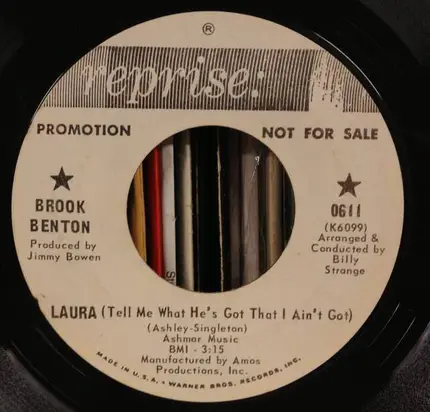 ®
reprise:
PROMOTION
NOT FOR SALE
BROOK
BENTON
Produced by
Jimmy Bowen
0611
(K6099)
Arranged &
Conducted by
Billy
Strange
LAURA (Tell Me What He's Got That I Ain't Got)
(Ashley-Singleton)
Ashmar Music
BMI - 3:15
Manufactured by Amos
Productions, Inc.
MADE IN U.S.A. • WARNER BROS. RECORDS, INC.